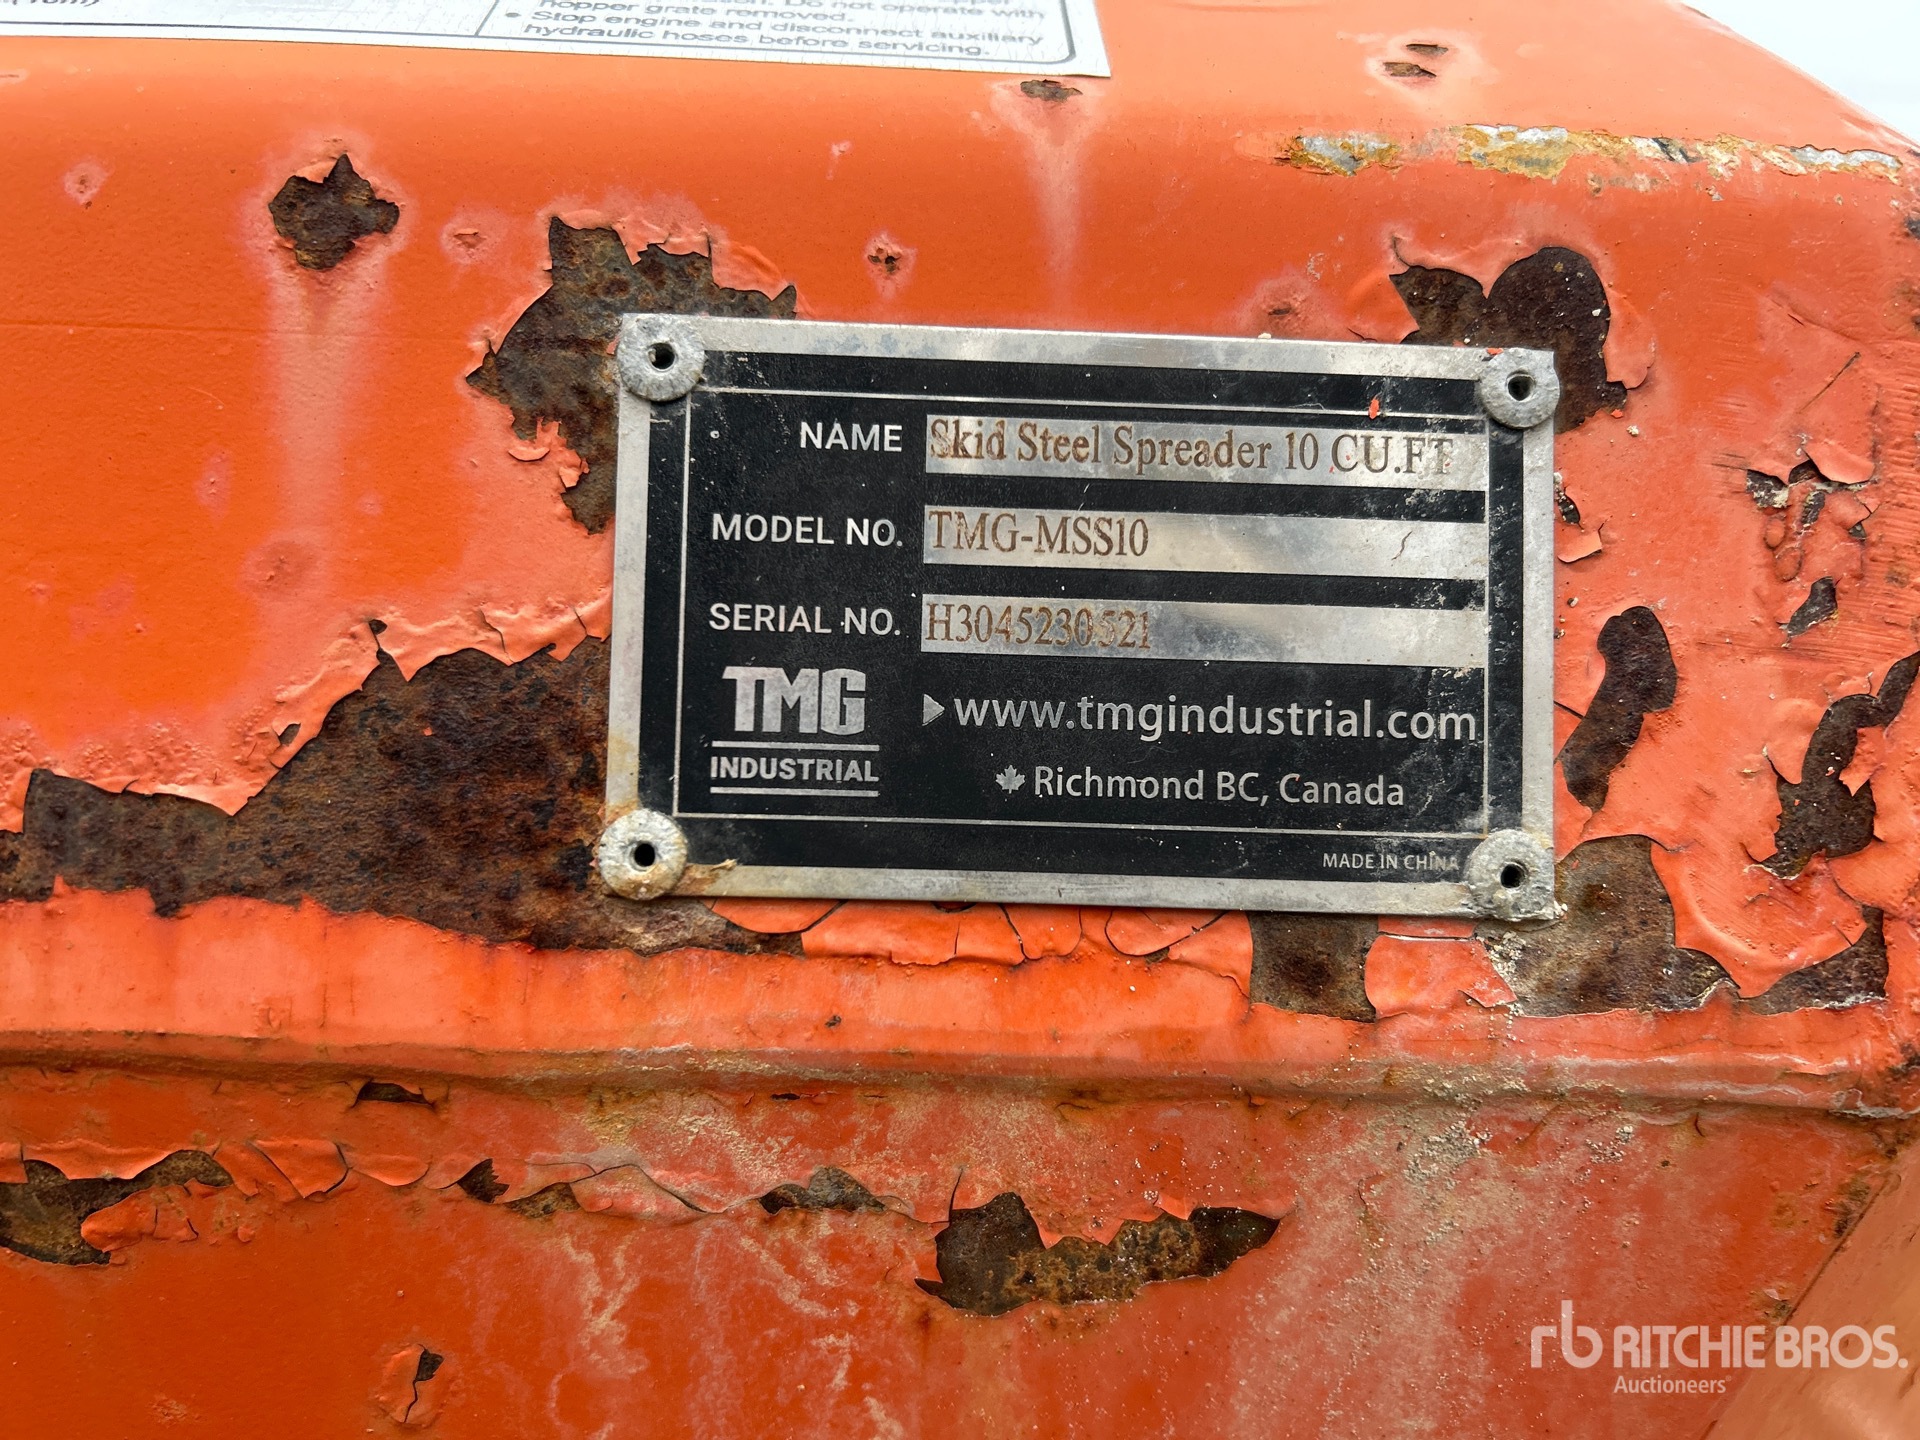 hopper grate removed. Do not operate with
• Stop engine and disconnect auxiliary
hydraulic hoses before servicing.
NAME Skid Steel Spreader 10 CU.FT
MODEL NO. TMG-MSS10
SERIAL NO. H3045230521
TMG
INDUSTRIAL
www.tmgindustrial.com
Richmond BC, Canada
MADE IN CHINA
rb RITCHIE BROS.
Auctioneers